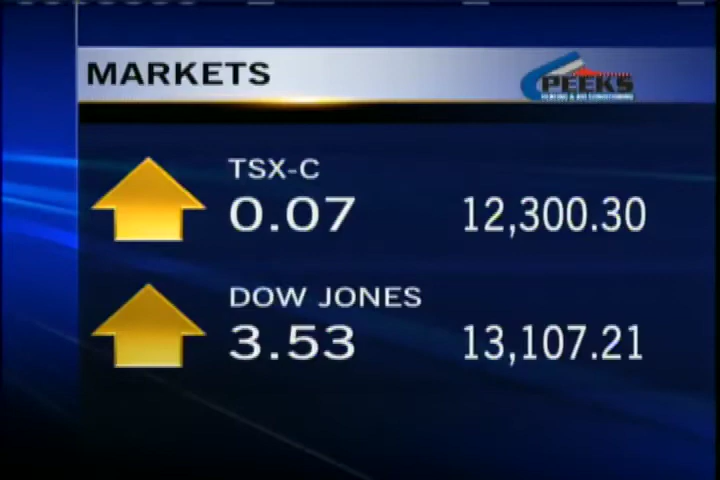 MARKETS
PEEKS
TSX-C
0.07 12,300.30
DOW JONES
3.53 13,107.21